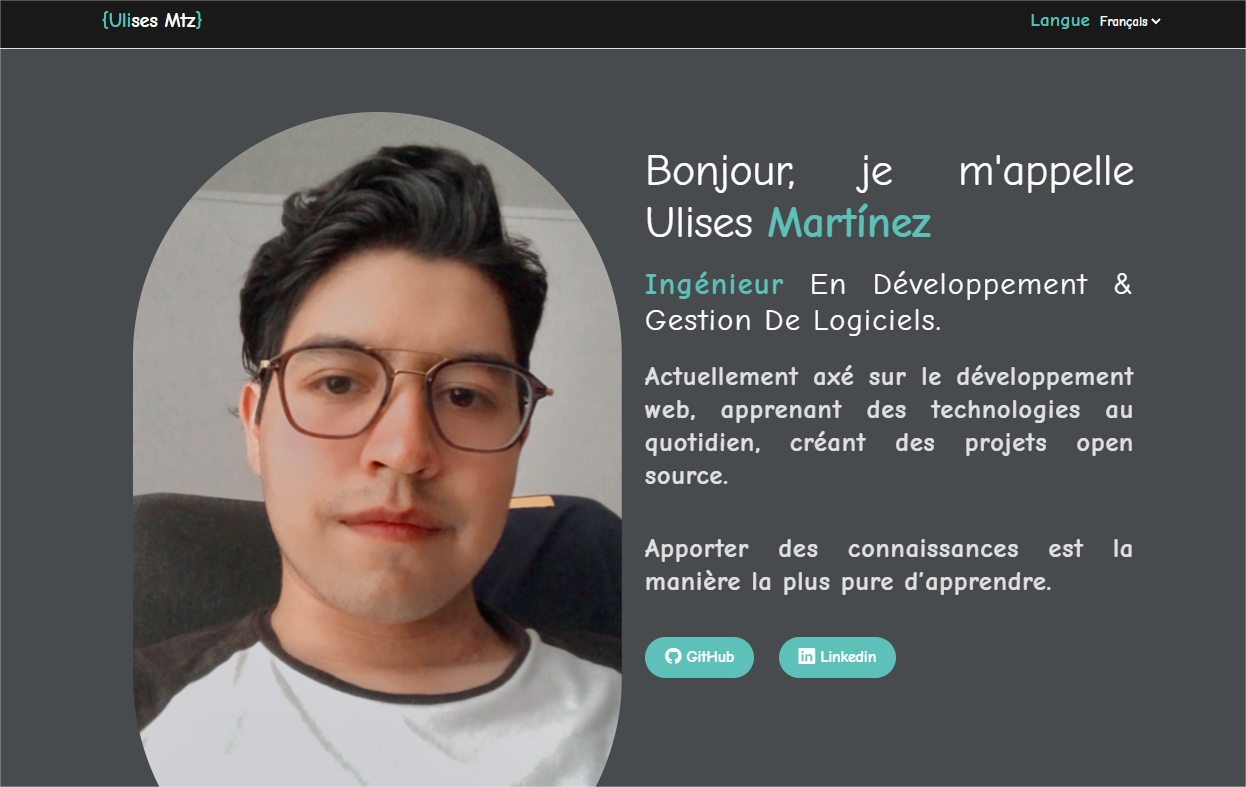 {Ulises Mtz}
Langue Français
Bonjour, je m'appelle
Ulises Martínez
Ingénieur En Développement &
Gestion De Logiciels.
Actuellement axé sur le développement
web, apprenant des technologies au
quotidien, créant des projets open
source.
Apporter des connaissances est la
manière la plus pure d’apprendre.
GitHub
in Linkedin